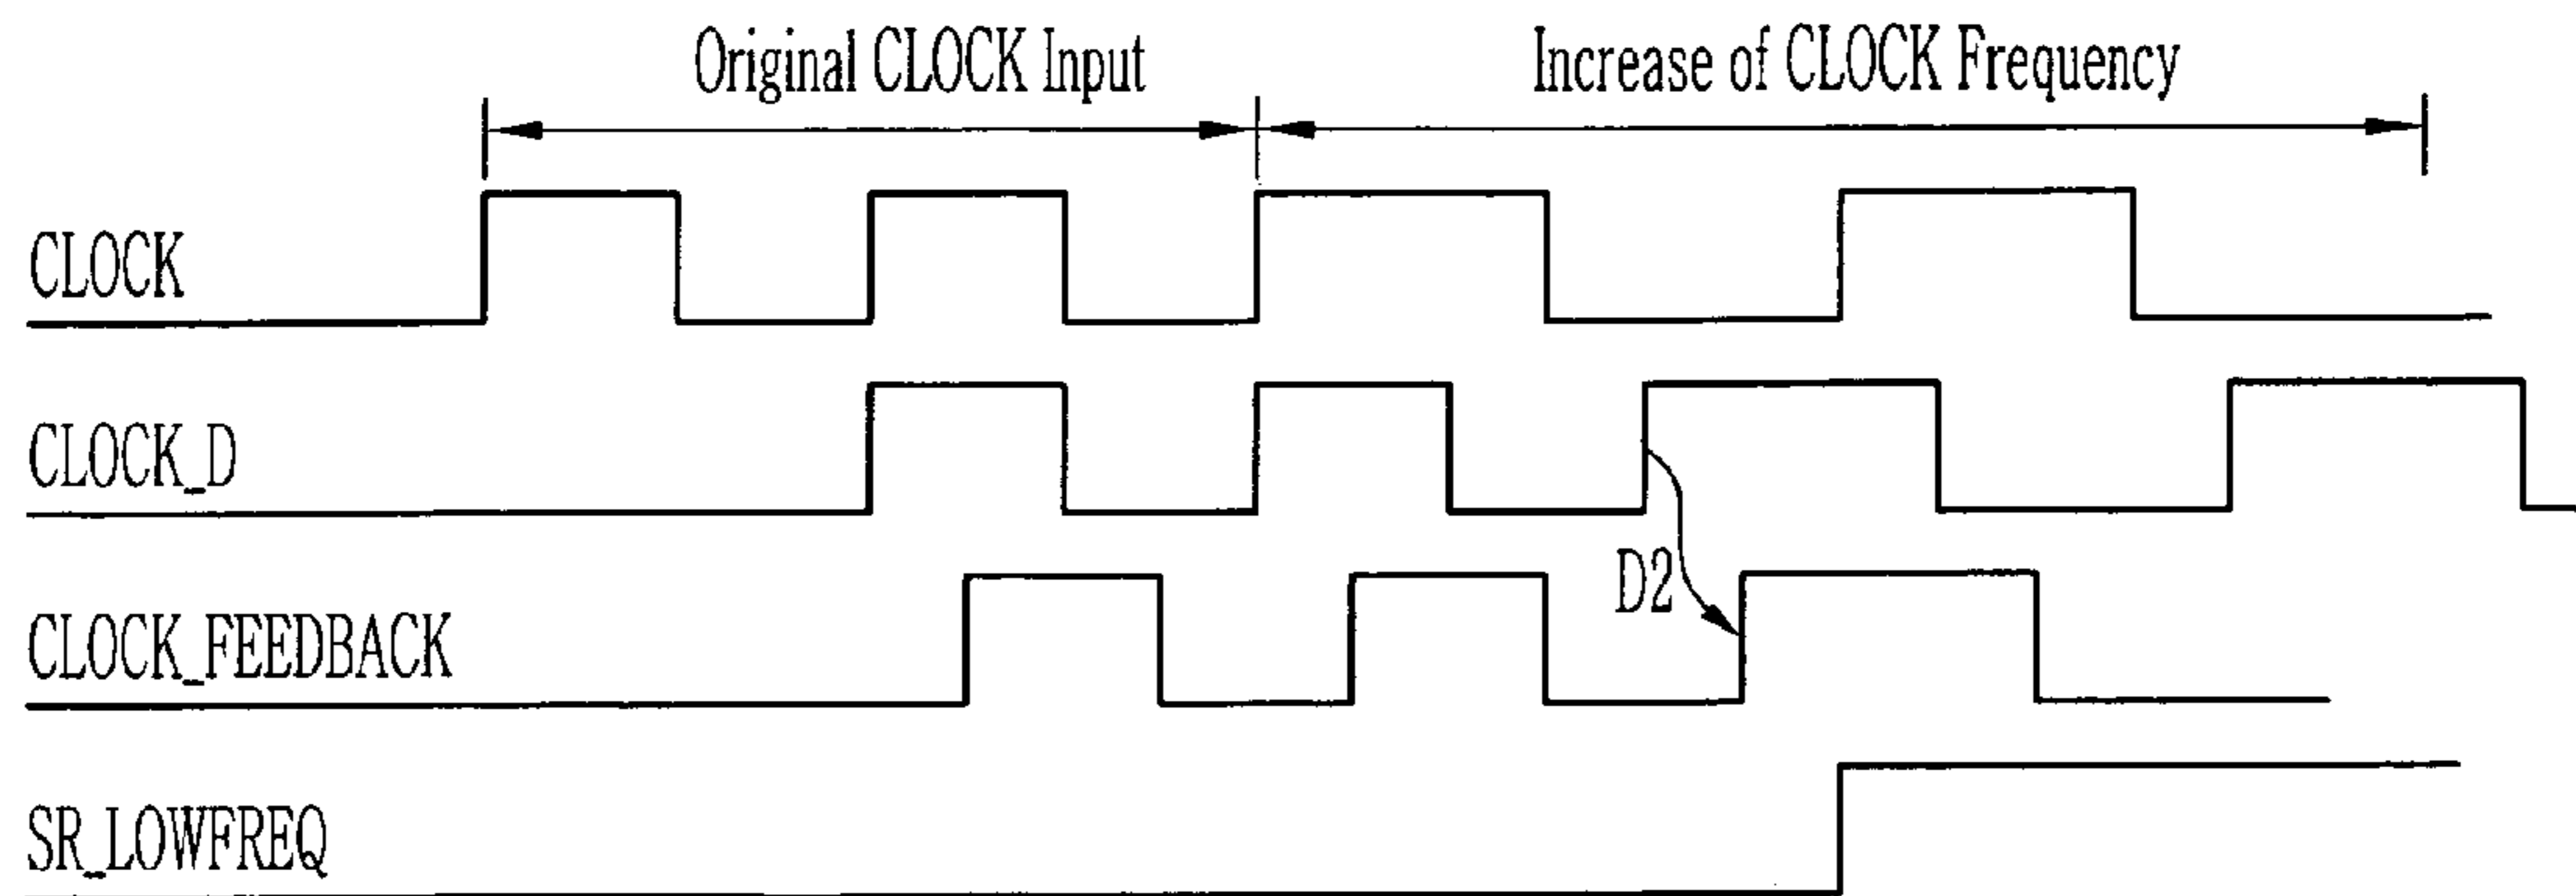 Original CLOCK Input
Increase of CLOCK Frequency
CLOCK
CLOCK_D
D2
CLOCK_FEEDBACK
SR_LOWFREQ